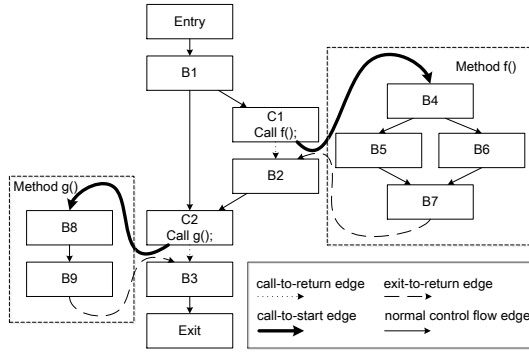 Entry
B1
Method f()
B4
C1
Call f();
B5
B6
B2
B7
Method g()
C2
Call g();
B8
B9
B3
Exit
call-to-return edge
exit-to-return edge
call-to-start edge
normal control flow edge